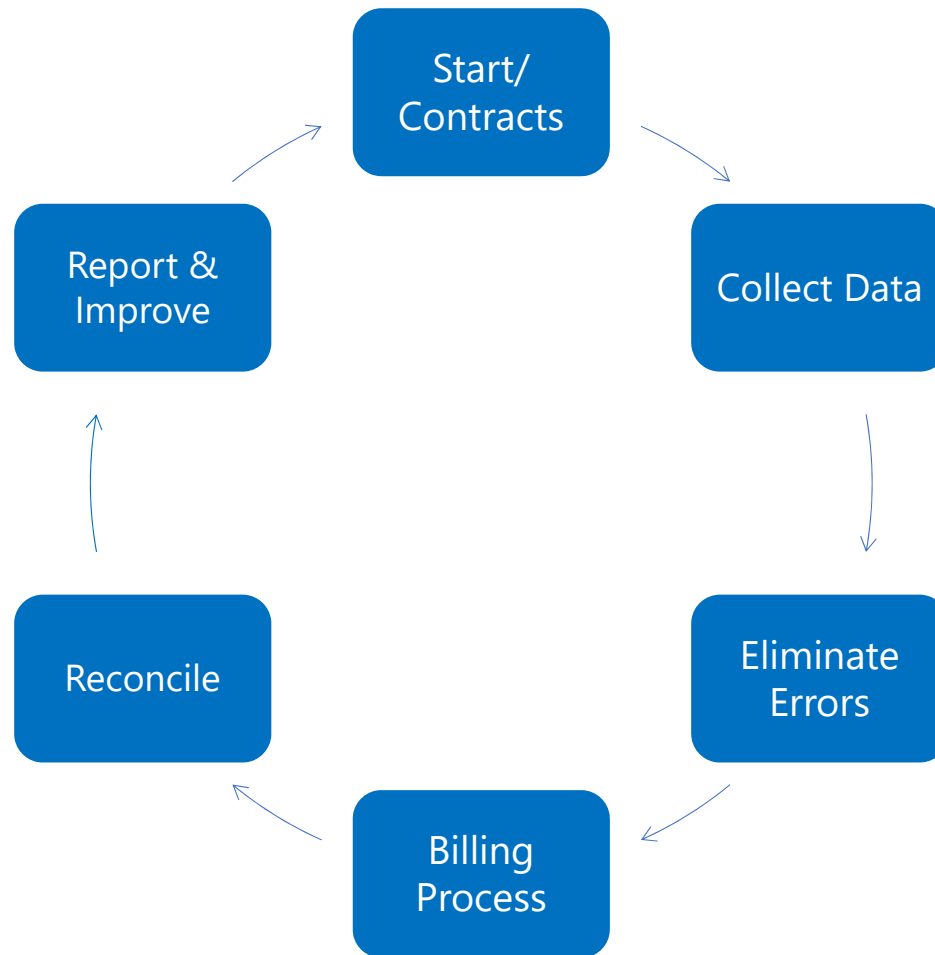 Start/
Contracts
Collect Data
Eliminate
Errors
Billing
Process
Reconcile
Report &
Improve